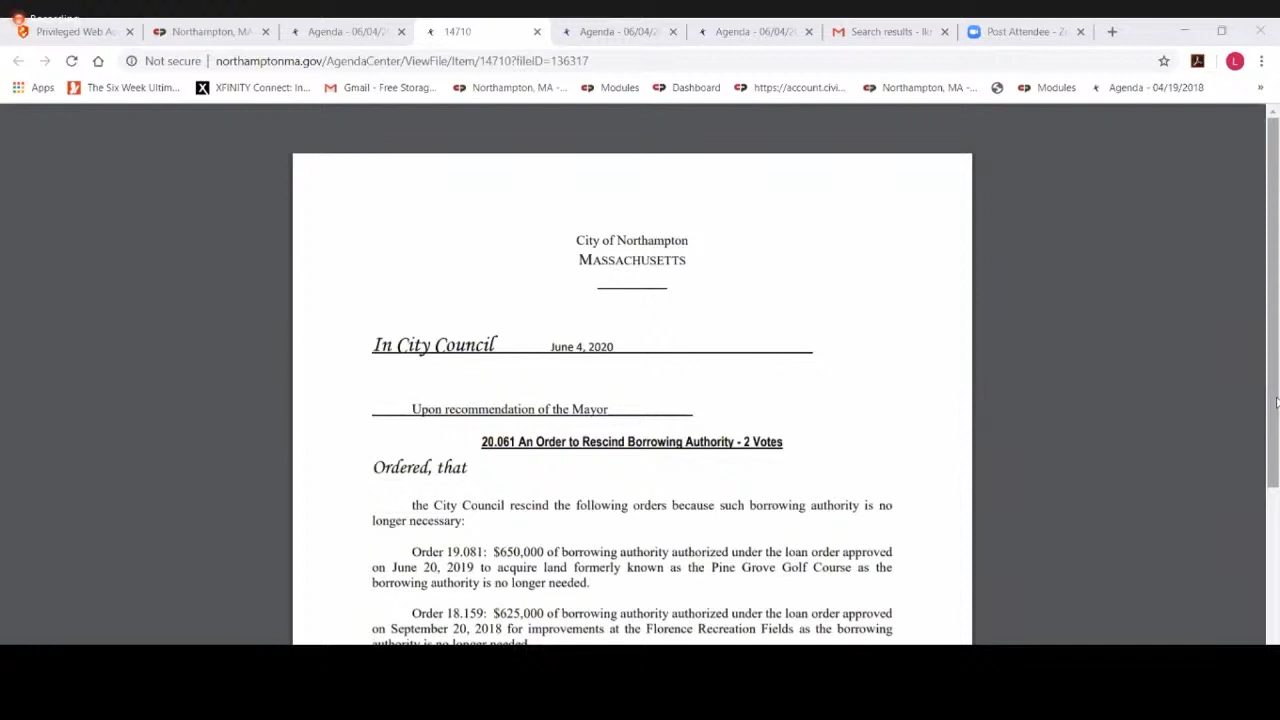 Recording
Privileged Web Ac
Northampton, MA
Agenda - 06/04/2
14710
Agenda - 06/04/2
Agenda - 06/04/2
Search results - lk
Post Attendee - Z
Not secure
northamptonma.gov/AgendaCenter/ViewFile/Item/14710?fileID=136317
L
Apps
The Six Week Ultim...
XFINITY Connect: In...
Gmail - Free Storag...
Northampton, MA -...
Modules
Dashboard
https://account.civi...
Northampton, MA -...
Modules
Agenda - 04/19/2018
»
City of Northampton
MASSACHUSETTS
In City Council June 4, 2020
Upon recommendation of the Mayor
20.061 An Order to Rescind Borrowing Authority - 2 Votes
Ordered, that
the City Council rescind the following orders because such borrowing authority is no
longer necessary:
Order 19.081: $650,000 of borrowing authority authorized under the loan order approved
on June 20, 2019 to acquire land formerly known as the Pine Grove Golf Course as the
borrowing authority is no longer needed.
Order 18.159: $625,000 of borrowing authority authorized under the loan order approved
on September 20, 2018 for improvements at the Florence Recreation Fields as the borrowing
authority is no longer needed.